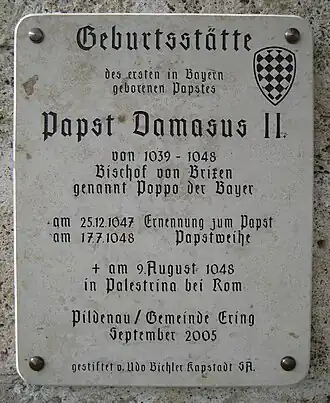 Geburtsstätte
des ersten in Bayern
geborenen Papstes
Papst Damasus II.
von 1039 - 1048
Bischof von Brixen
genannt Poppo der Bayer
am 25.12.1047 Ernennung zum Papst
am 17.7.1048 Papstweihe
+ am 9.August 1048
in Palestrina bei Rom
Pildenau/Gemeinde Ering
September 2005
gestiftet v. Udo Bichler Kapstadt SA.